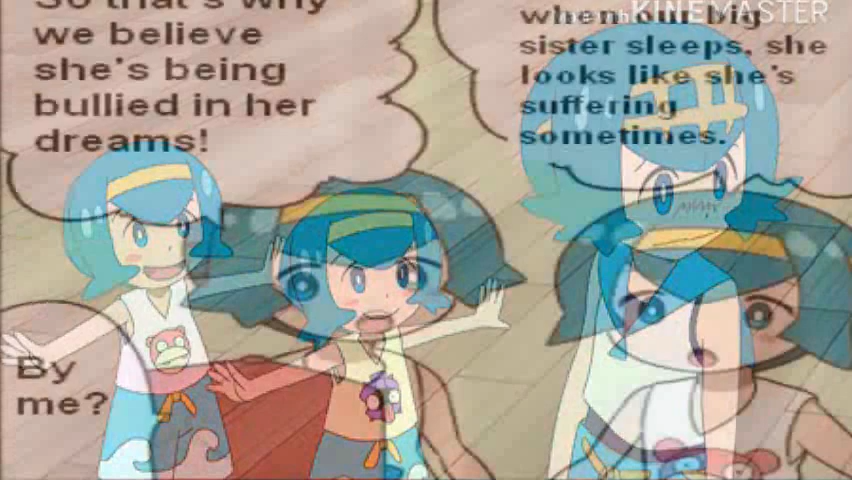 So that's why
we believe
she's being
bullied in her
dreams!
when our big
sister sleeps, she
looks like she's
suffering
sometimes.
By
me?
KINEMASTER